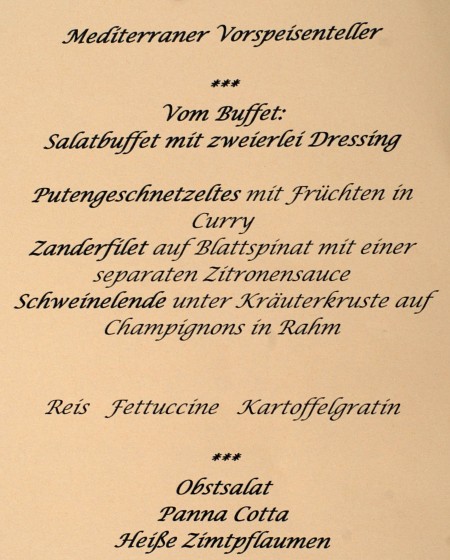 Mediterraner Vorspeisenteller
***
Vom Buffet:
Salatbuffet mit zweierlei Dressing
Putengeschnetzeltes mit Früchten in
Curry
Zanderfilet auf Blattspinat mit einer
separaten Zitronensauce
Schweinelende unter Kräuterkruste auf
Champignons in Rahm
Reis Fettuccine Kartoffelgratin
***
Obstsalat
Panna Cotta
Heiße Zimtpflaumen